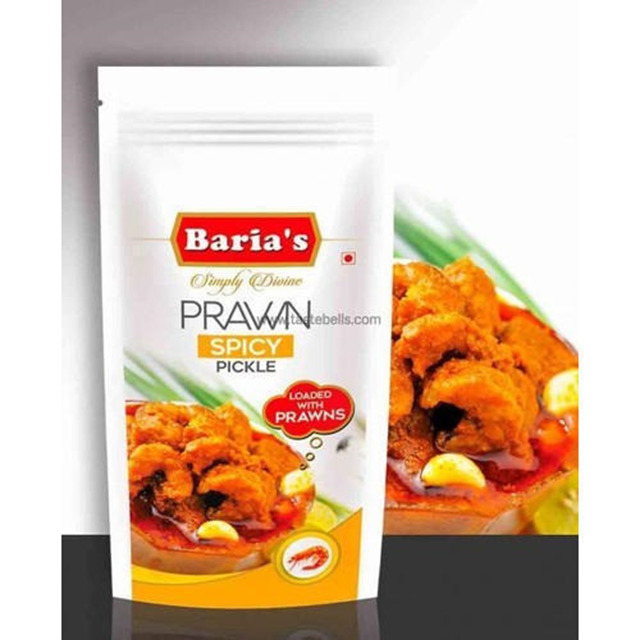 Baria's
Simply Divine
PRAWN
www.tastebells.com
SPICY
PICKLE
LOADED
WITH
PRAWNS